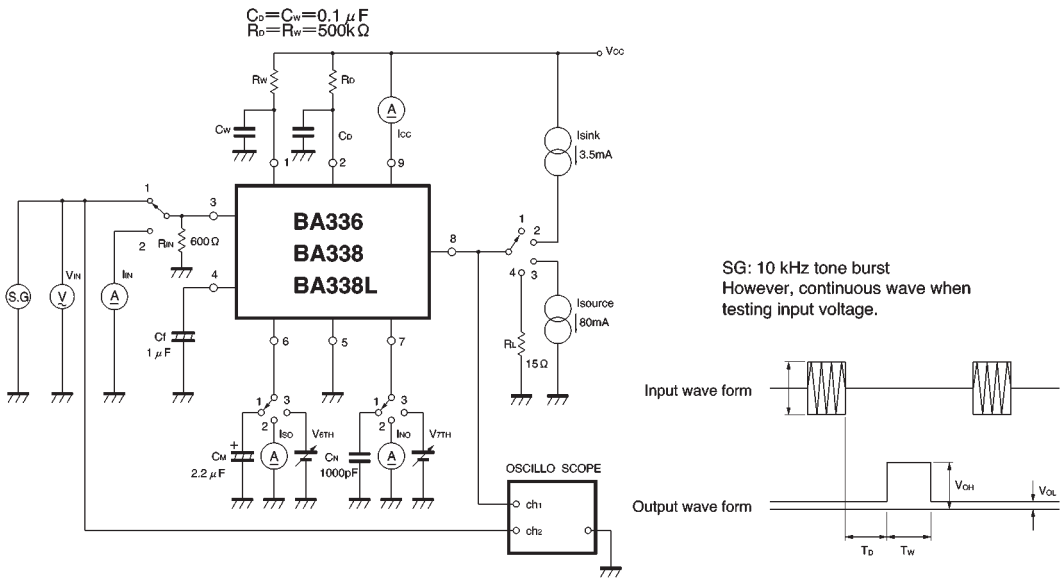 CD=CW=0.1 μF
RD=RW=500kΩ
VCC
RW
RD
A
ICC
CW
CD
Isink
3.5mA
1
2
9
1
3
2
RIN
600Ω
BA336
BA338
BA338L
8
1
2
4
3
VIN
IIN
S.G
V
A
4
Cf
1 μF
6
5
7
Isource
80mA
RL
15Ω
1
3
2
ISO
V6TH
CM
+
2.2 μF
A
1
3
2
INO
V7TH
CN
1000pF
A
OSCILLO SCOPE
ch1
ch2
SG: 10 kHz tone burst
However, continuous wave when
testing input voltage.
Input wave form
Output wave form
VOH
VOL
TD
TW